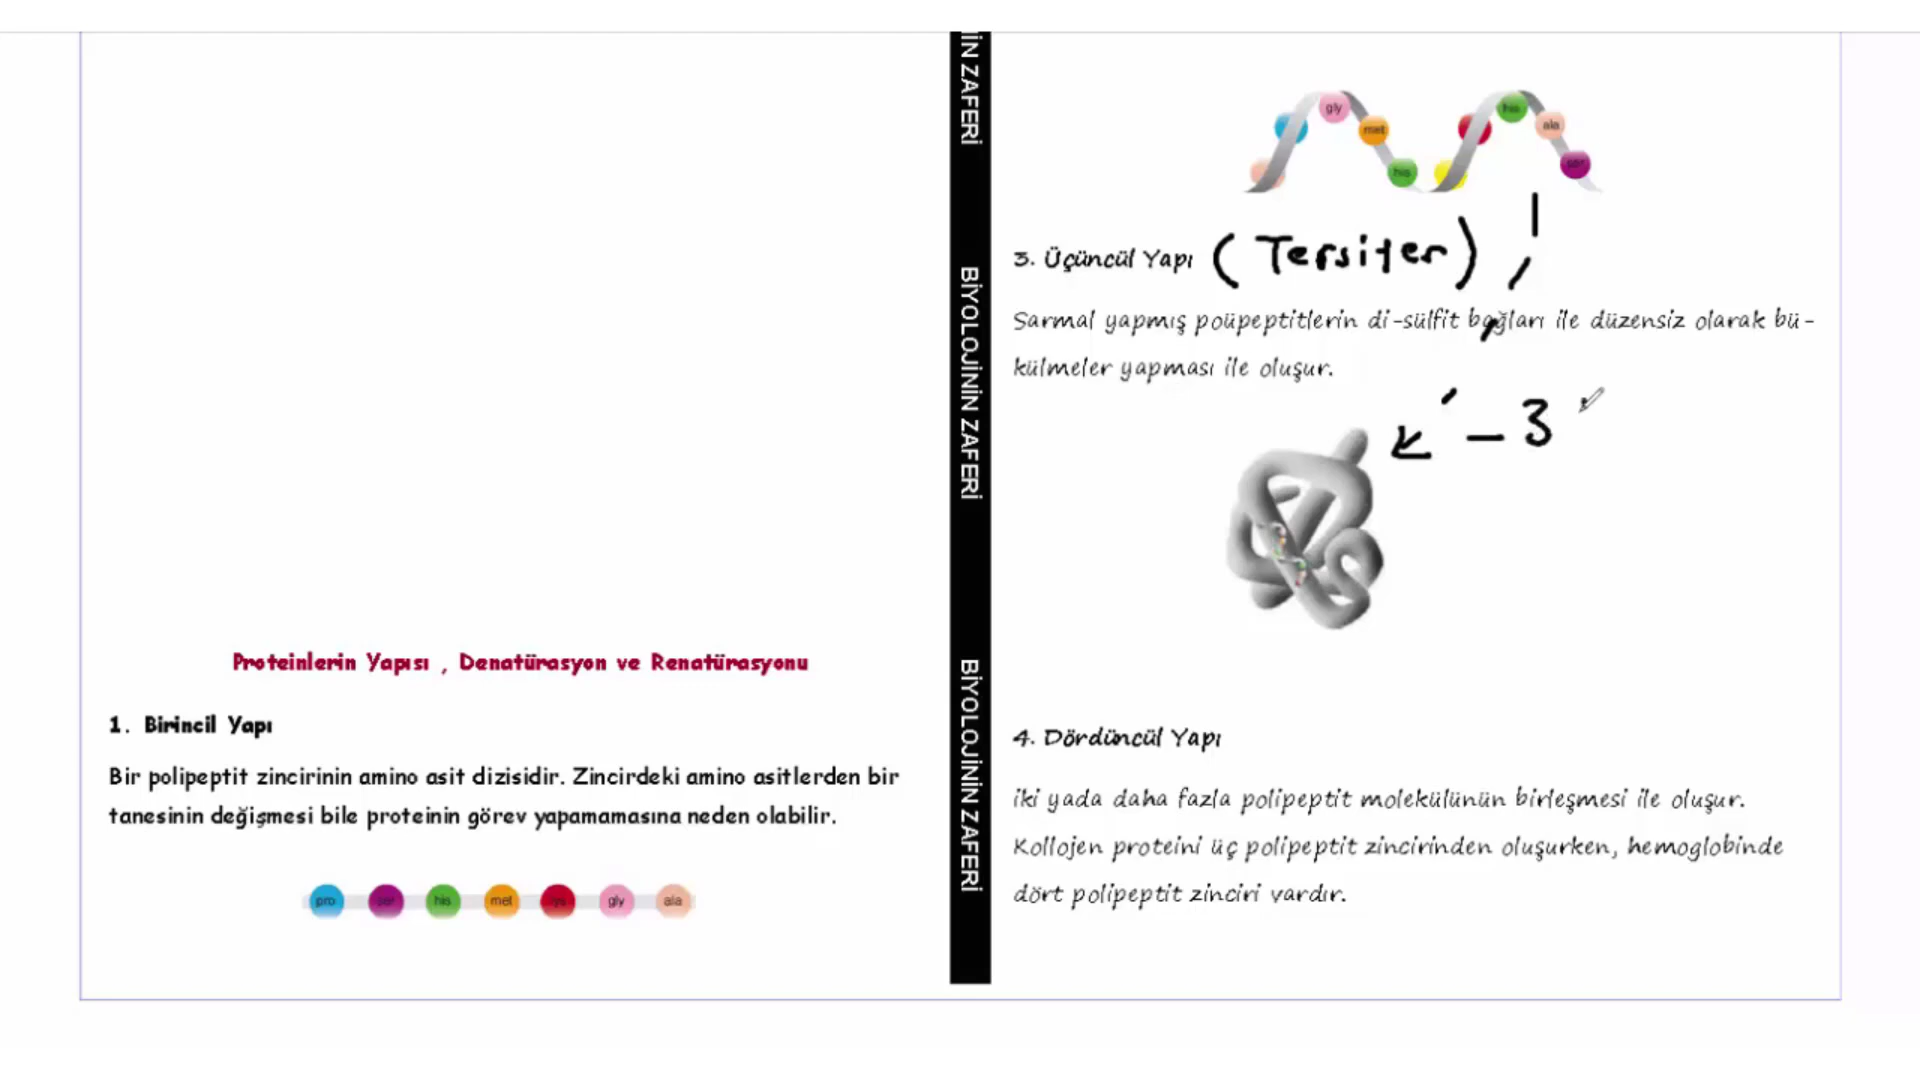 Proteinlerin Yapısı , Denatürasyon ve Renatürasyonu
1. Birincil Yapı
Bir polipeptit zincirinin amino asit dizisidir. Zincirdeki amino asitlerden bir
tanesinin değişmesi bile proteinin görev yapamamasına neden olabilir.
pro ser his met lys gly ala
İN ZAFERİ
BİYOLOJİNİN ZAFERİ
BİYOLOJİNİN ZAFERİ
gly met his his ala ser
3. Üçüncül Yapı ( Tersiter )
Sarmal yapmış poüpeptitlerin di-sülfit bağları ile düzensiz olarak bü-
külmeler yapması ile oluşur.
- 3
4. Dördüncül Yapı
iki yada daha fazla polipeptit molekülünün birleşmesi ile oluşur.
Kollojen proteini üç polipeptit zincirinden oluşurken, hemoglobinde
dört polipeptit zinciri vardır.